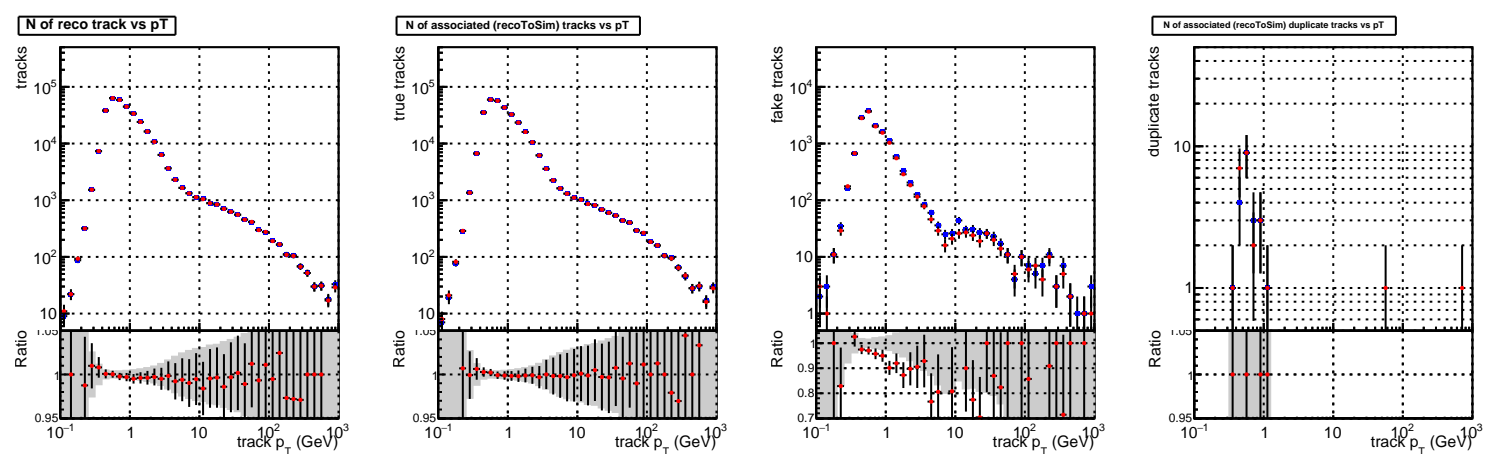 N of reco track vs pT
tracks
10^5
10^4
10^3
10^2
10
Ratio
1.05
1
0.95
10^-1 1 10 10^2 10^3
track p_T (GeV)
N of associated (recoToSim) tracks vs pT
true tracks
10^5
10^4
10^3
10^2
10
Ratio
1.05
1
0.95
10^-1 1 10 10^2 10^3
track p_T (GeV)
fake tracks
10^5
10^4
10^3
10^2
10
1
Ratio
1
0.9
0.8
0.7
10^-1 1 10 10^2 10^3
track p_T (GeV)
N of associated (recoToSim) duplicate tracks vs pT
duplicate tracks
10
1
Ratio
1.05
1
0.95
10^-1 1 10 10^2 10^3
track p_T (GeV)